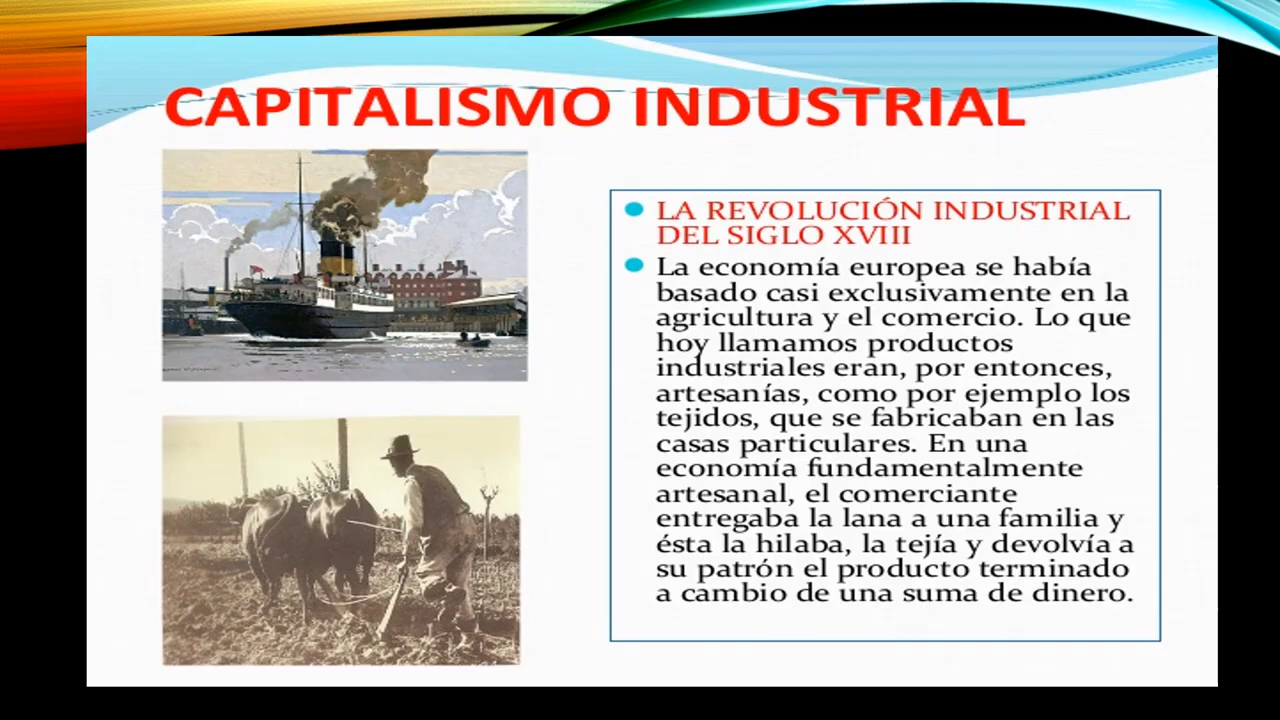 CAPITALISMO INDUSTRIAL
LA REVOLUCIÓN INDUSTRIAL
DEL SIGLO XVIII
La economía europea se había
basado casi exclusivamente en la
agricultura y el comercio. Lo que
hoy llamamos productos
industriales eran, por entonces,
artesanías, como por ejemplo los
tejidos, que se fabricaban en las
casas particulares. En una
economía fundamentalmente
artesanal, el comerciante
entregaba la lana a una familia y
ésta la hilaba, la tejía y devolvía a
su patrón el producto terminado
a cambio de una suma de dinero.